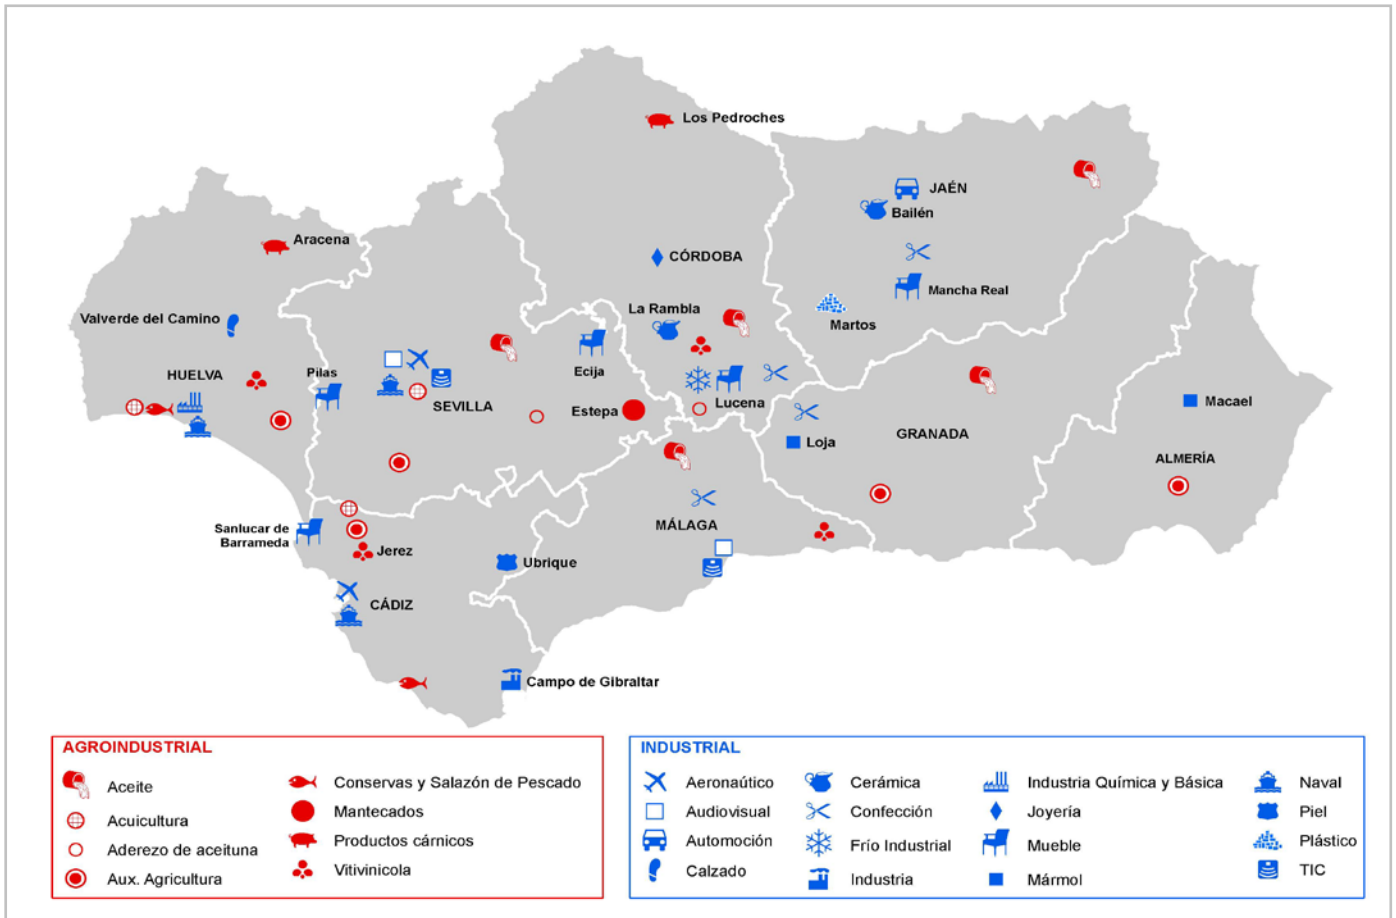 Los Pedroches
JAÉN
Bailén
Aracena
CÓRDOBA
Mancha Real
La Rambla
Valverde del Camino
Martos
HUELVA
Pilas
Ecija
SEVILLA
Estepa
Lucena
Macael
Loja
GRANADA
ALMERÍA
Sanlucar de
Barrameda
MÁLAGA
Jerez
Ubrique
CÁDIZ
Campo de Gibraltar
AGROINDUSTRIAL
Aceite
Acuicultura
Aderezo de aceituna
Aux. Agricultura
Conservas y Salazón de Pescado
Mantecados
Productos cárnicos
Vitivinicola
INDUSTRIAL
Aeronaútico
Audiovisual
Automoción
Calzado
Cerámica
Confección
Frío Industrial
Industria
Industria Química y Básica
Joyería
Mueble
Mármol
Naval
Piel
Plástico
TIC